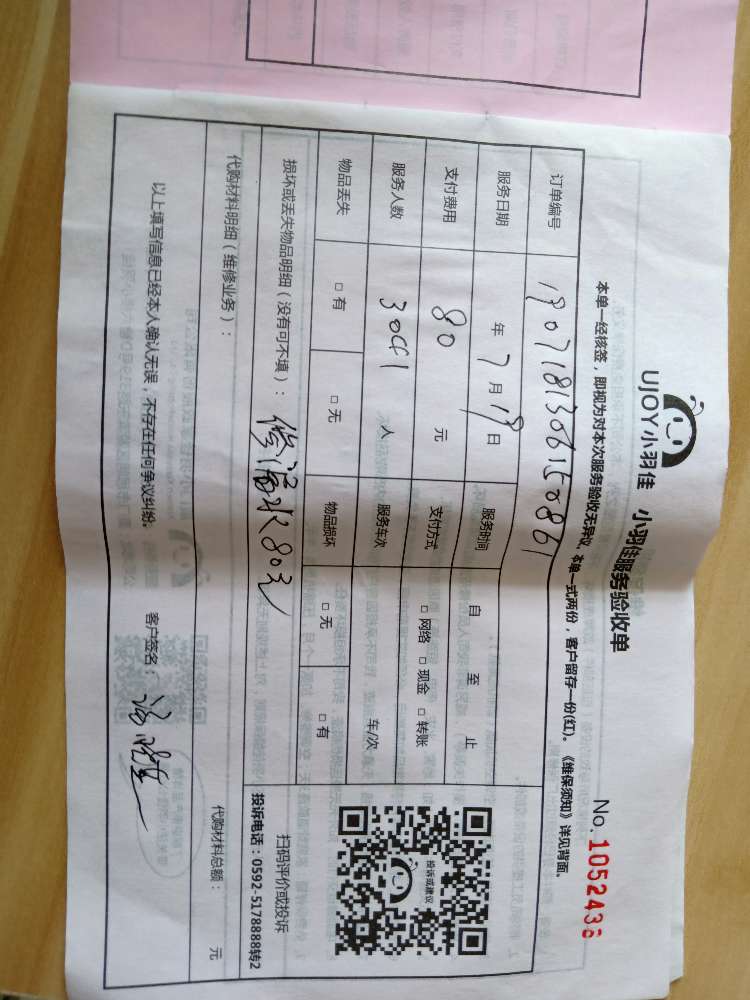 UJOY小羽佳 小羽佳服务验收单
No. 1052436
本单一经核签，即视为对本次服务验收无异议，本单一式两份，客户留存一份(红)。《维保须知》详见背面。
订单编号 190718130615０861
服务日期 年 7 月 19 日 服务时间 自 至 止
支付费用 80 元 支付方式 □ 网络 □ 现金 □ 转账
服务人数 人 服务车次 车/次
物品丢失 □ 有 □ 无 物品损坏 □ 无 □ 有
投诉或建议
扫码评价或投诉
投诉电话：0592-5178888转2
损坏或丢失物品明细（没有可不填）： 修漏水80元
代购材料明细（维修业务）： 代购材料总额： 元
以上填写信息已经本人确认无误，不存在任何争议纠纷。 客户签名：